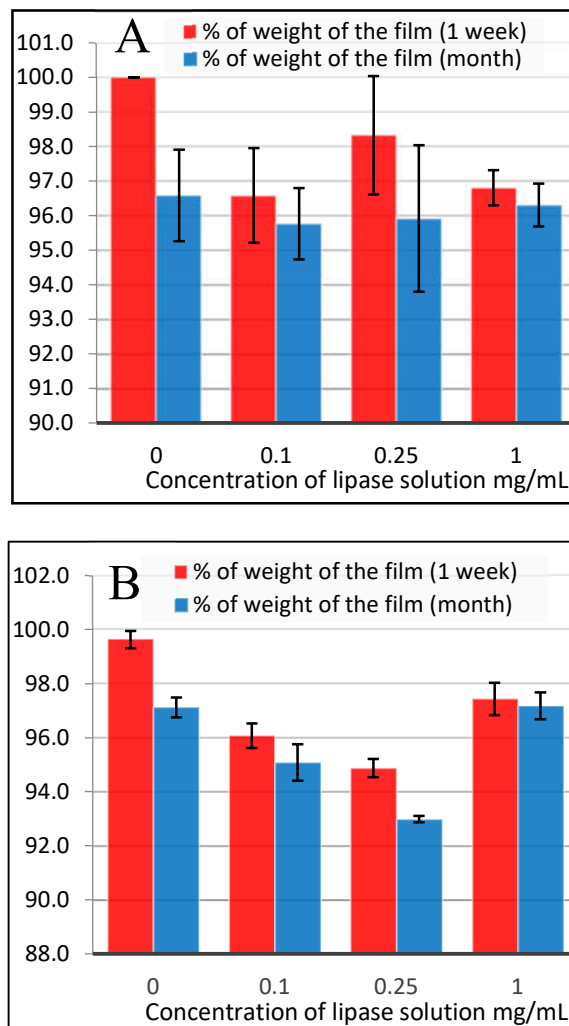 A
% of weight of the film (1 week)
% of weight of the film (month)
101.0
100.0
99.0
98.0
97.0
96.0
95.0
94.0
93.0
92.0
91.0
90.0
0 0.1 0.25 1
Concentration of lipase solution mg/mL
B
% of weight of the film (1 week)
% of weight of the film (month)
102.0
100.0
98.0
96.0
94.0
92.0
90.0
88.0
0 0.1 0.25 1
Concentration of lipase solution mg/mL